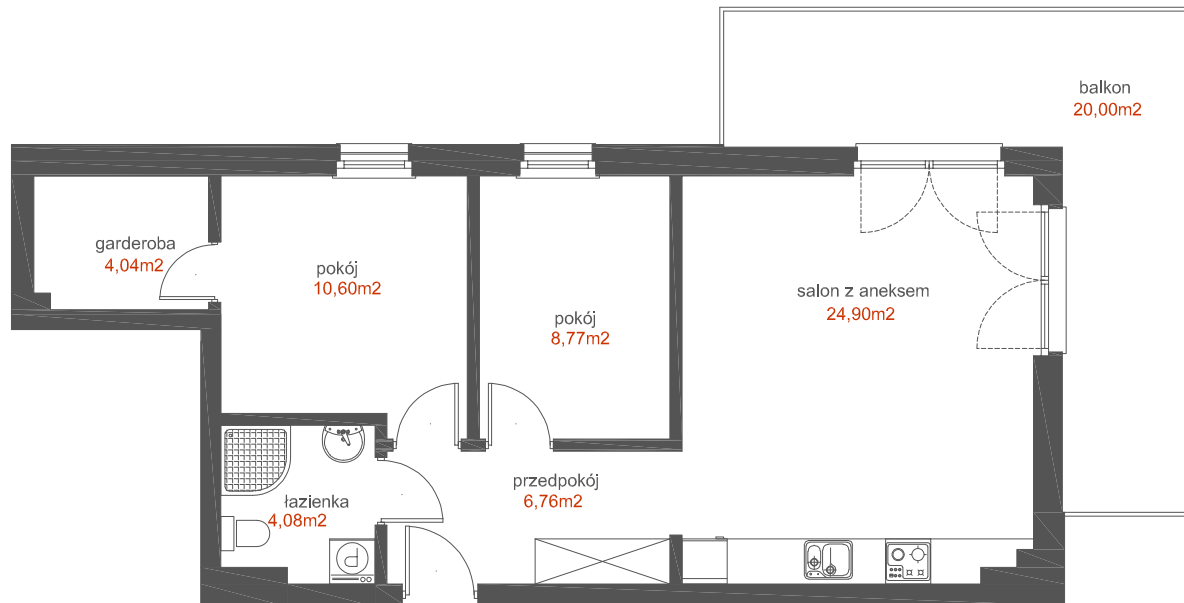 balkon
20,00m2
garderoba
4,04m2
pokój
10,60m2
pokój
8,77m2
salon z aneksem
24,90m2
przedpokój
6,76m2
łazienka
4,08m2